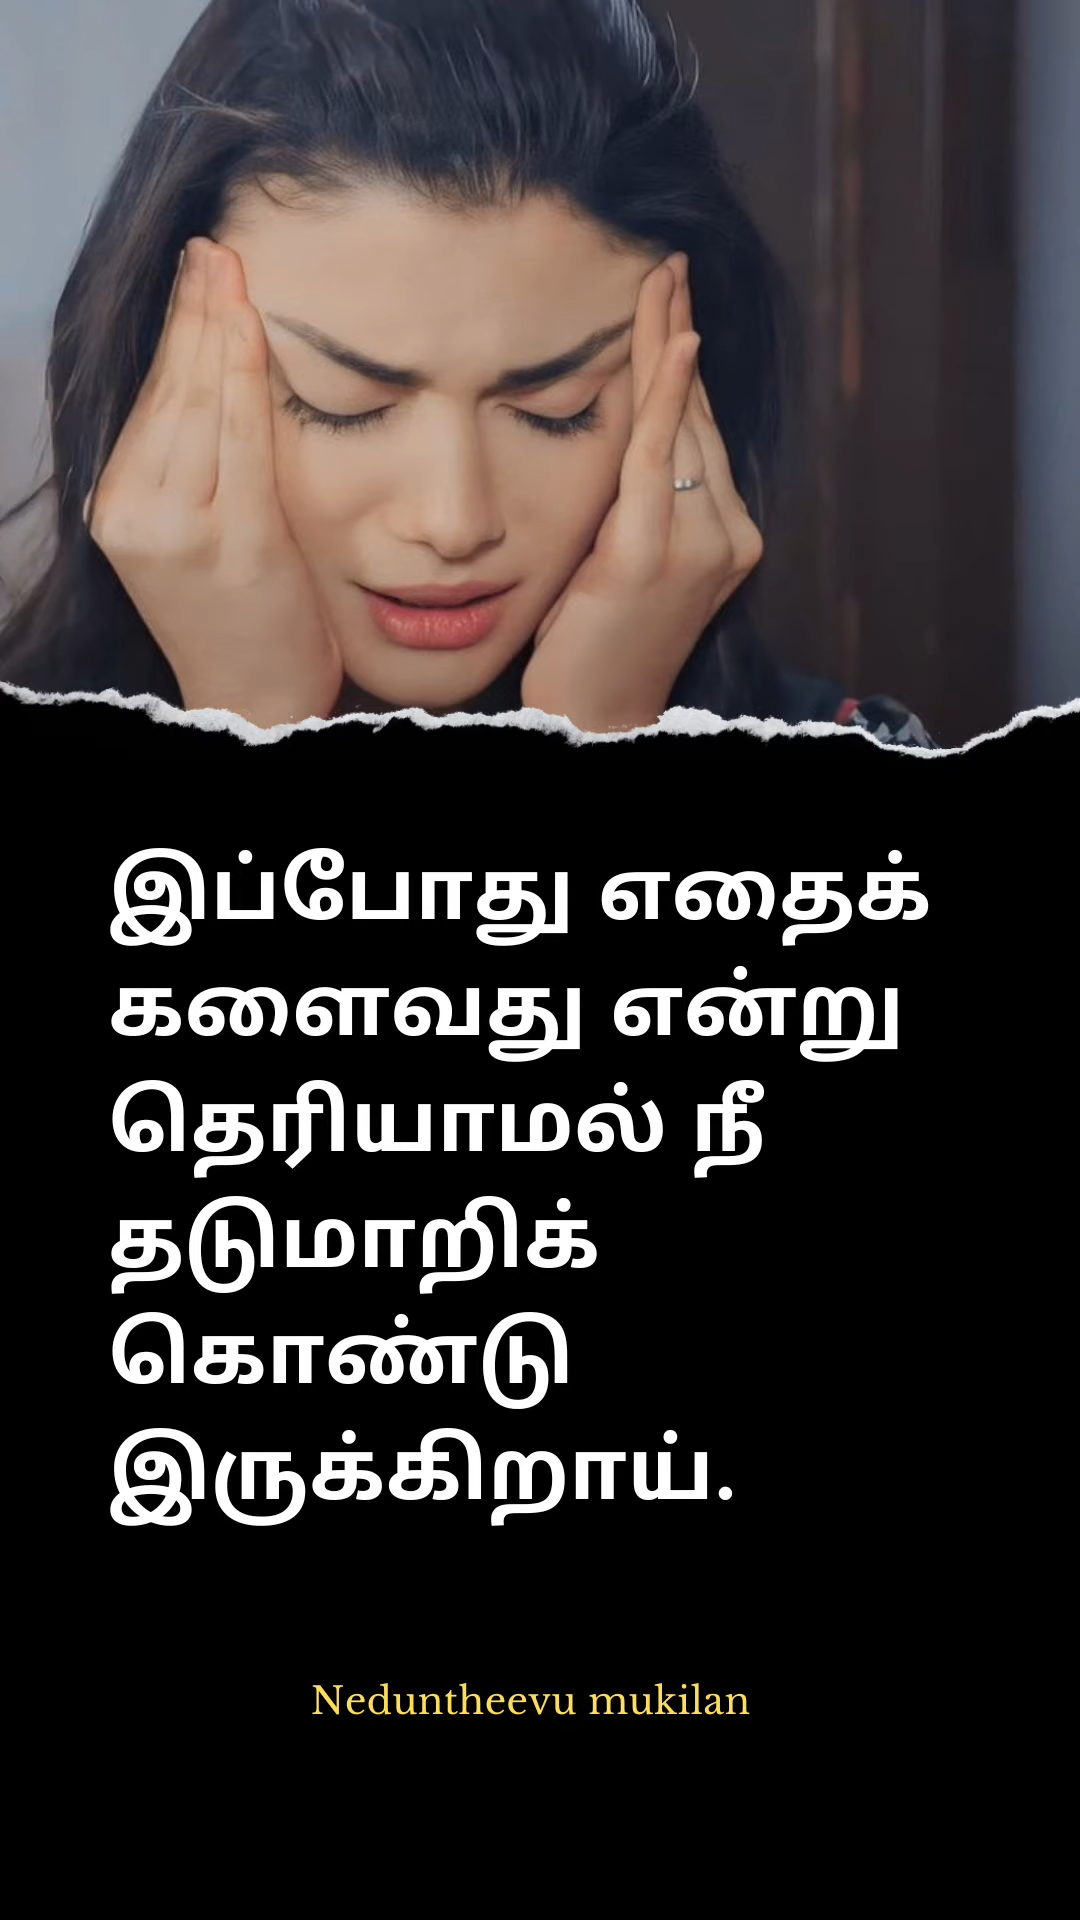 இப்போது எதைக்
களைவது என்று
தெரியாமல் நீ
தடுமாறிக்
கொண்டு
இருக்கிறாய்.
Neduntheevu mukilan